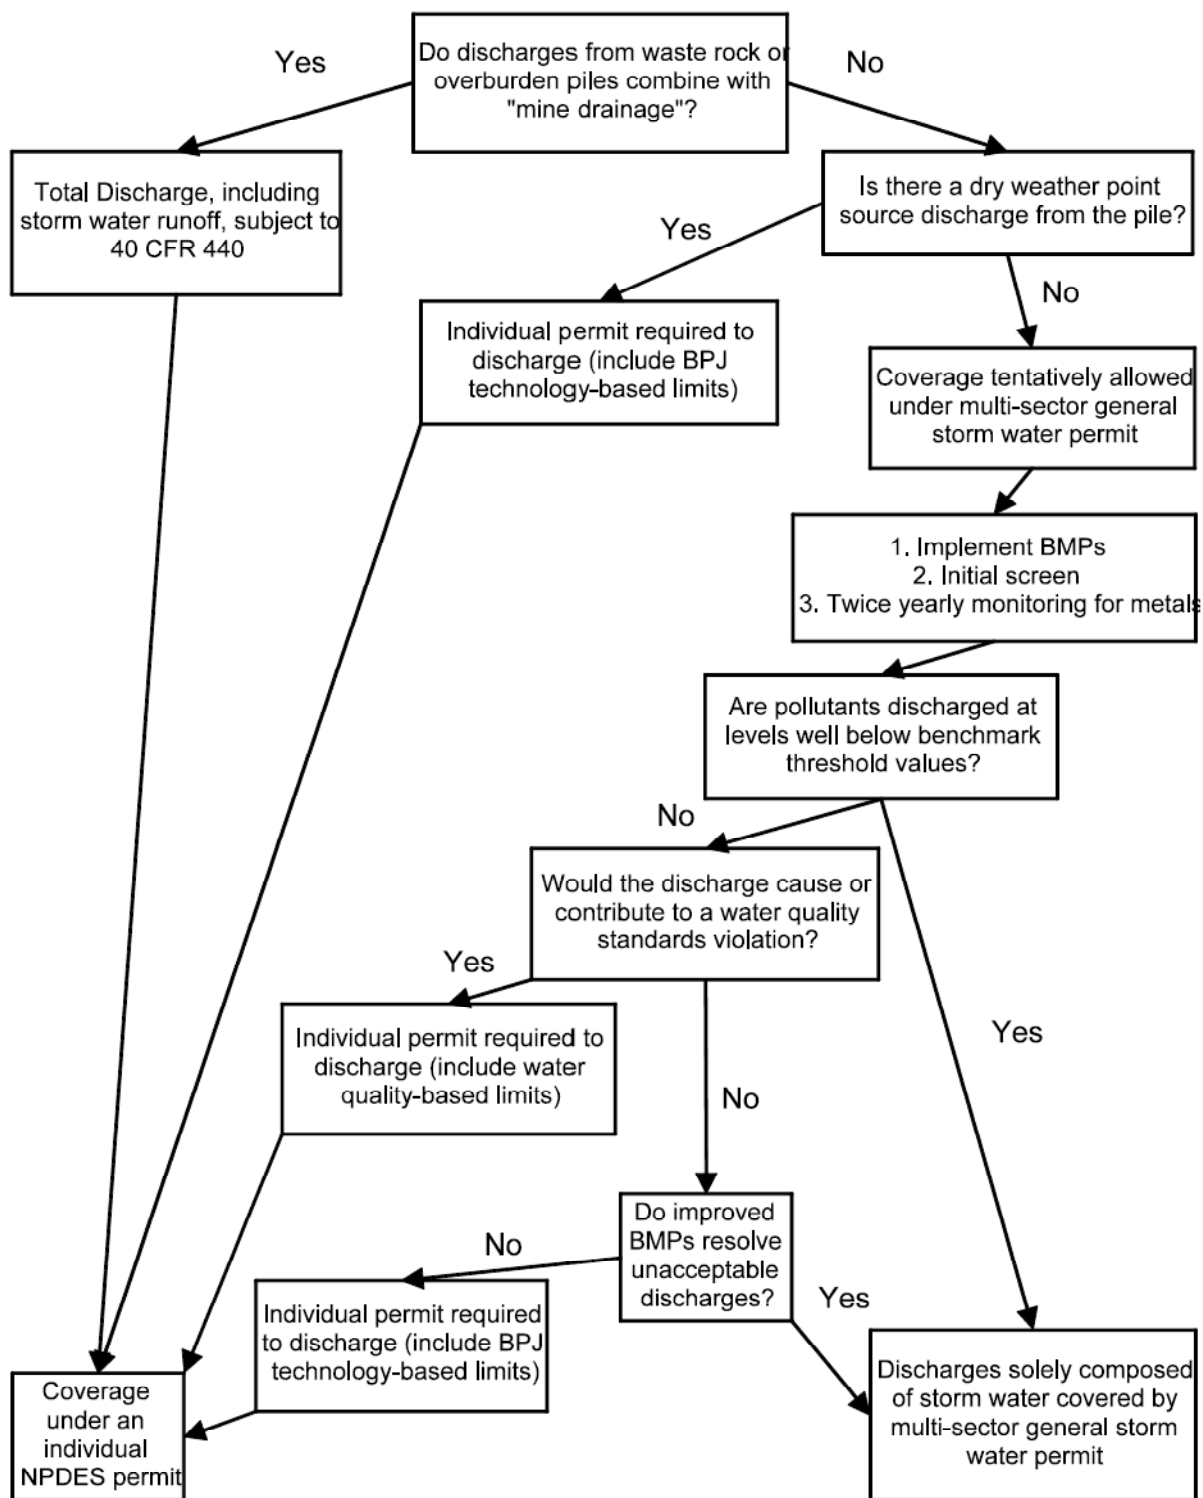 Yes
Do discharges from waste rock or
overburden piles combine with
"mine drainage"?
No
Total Discharge, including
storm water runoff, subject to
40 CFR 440
Is there a dry weather point
source discharge from the pile?
Yes
No
Individual permit required to
discharge (include BPJ
technology-based limits)
Coverage tentatively allowed
under multi-sector general
storm water permit
1. Implement BMPs
2. Initial screen
3. Twice yearly monitoring for metals
Are pollutants discharged at
levels well below benchmark
threshold values?
No
Would the discharge cause or
contribute to a water quality
standards violation?
Yes
Individual permit required to
discharge (include water
quality-based limits)
Yes
No
Do improved
BMPs resolve
unacceptable
discharges?
No
Yes
Individual permit required
to discharge (include BPJ
technology-based limits)
Coverage
under an
individual
NPDES permit
Discharges solely composed
of storm water covered by
multi-sector general storm
water permit